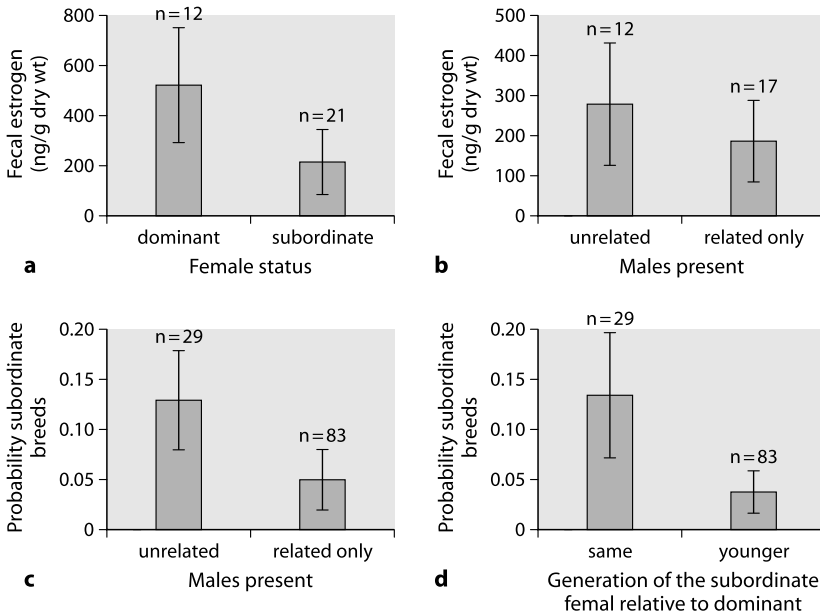 Fecal estrogen
(ng/g dry wt)
800
600
400
200
0
n=12
n=21
dominant
subordinate
Female status
a
Fecal estrogen
(ng/g dry wt)
500
400
300
200
100
0
n=12
n=17
unrelated
related only
Males present
b
Probability subordinate
breeds
0.20
0.15
0.10
0.05
0
n=29
n=83
unrelated
related only
Males present
c
Probability subordinate
breeds
0.20
0.15
0.10
0.05
0
n=29
n=83
same
younger
Generation of the subordinate
femal relative to dominant
d